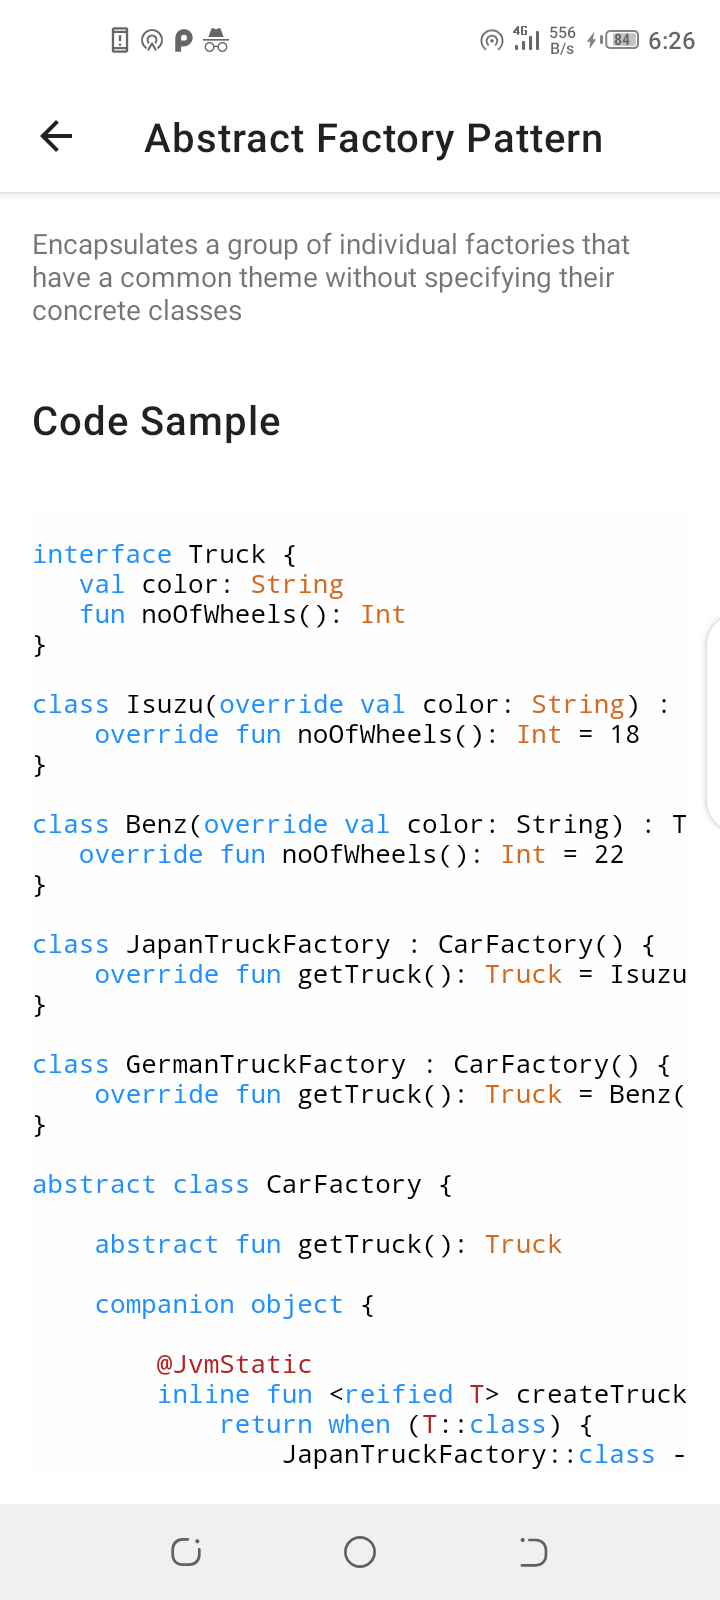 4G 556 B/s 84 6:26
Abstract Factory Pattern
Encapsulates a group of individual factories that
have a common theme without specifying their
concrete classes
Code Sample
interface Truck {
   val color: String
   fun noOfWheels(): Int
}
class Isuzu(override val color: String) :
    override fun noOfWheels(): Int = 18
}
class Benz(override val color: String) : T
   override fun noOfWheels(): Int = 22
}
class JapanTruckFactory : CarFactory() {
    override fun getTruck(): Truck = Isuzu
}
class GermanTruckFactory : CarFactory() {
    override fun getTruck(): Truck = Benz(
}
abstract class CarFactory {
    abstract fun getTruck(): Truck
    companion object {
        @JvmStatic
        inline fun <reified T> createTruck
            return when (T::class) {
                JapanTruckFactory::class -